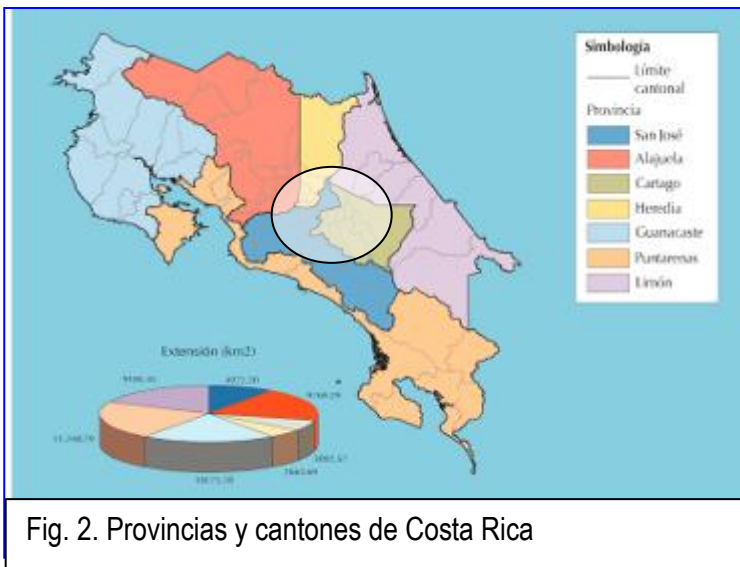 Simbología
Límite
cantonal
Provincia
San José
Alajuela
Cartago
Heredia
Guanacaste
Puntarenas
Limón
Extensión (km2)
Fig. 2. Provincias y cantones de Costa Rica